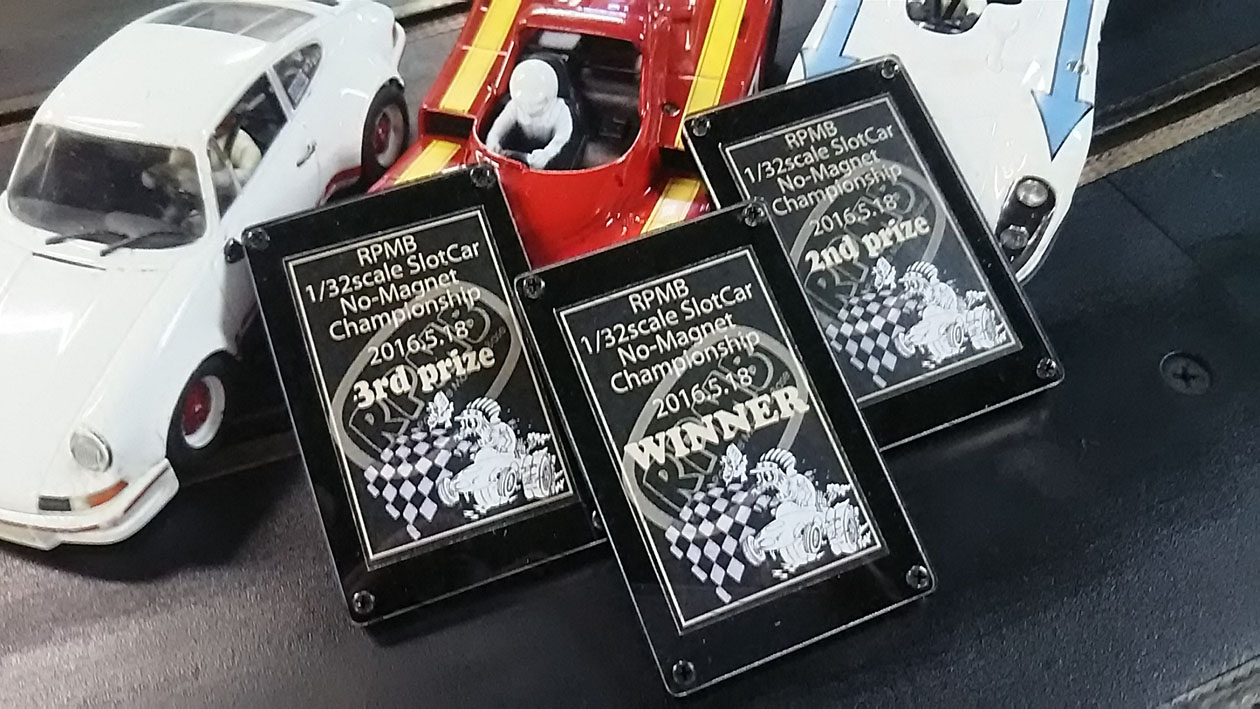 RPMB
1/32scale SlotCar
No-Magnet
Championship
2016.5.18
3rd prize
RPMB
1/32scale SlotCar
No-Magnet
Championship
2016.5.18
WINNER
RPMB
1/32scale SlotCar
No-Magnet
Championship
2016.5.18
2nd prize